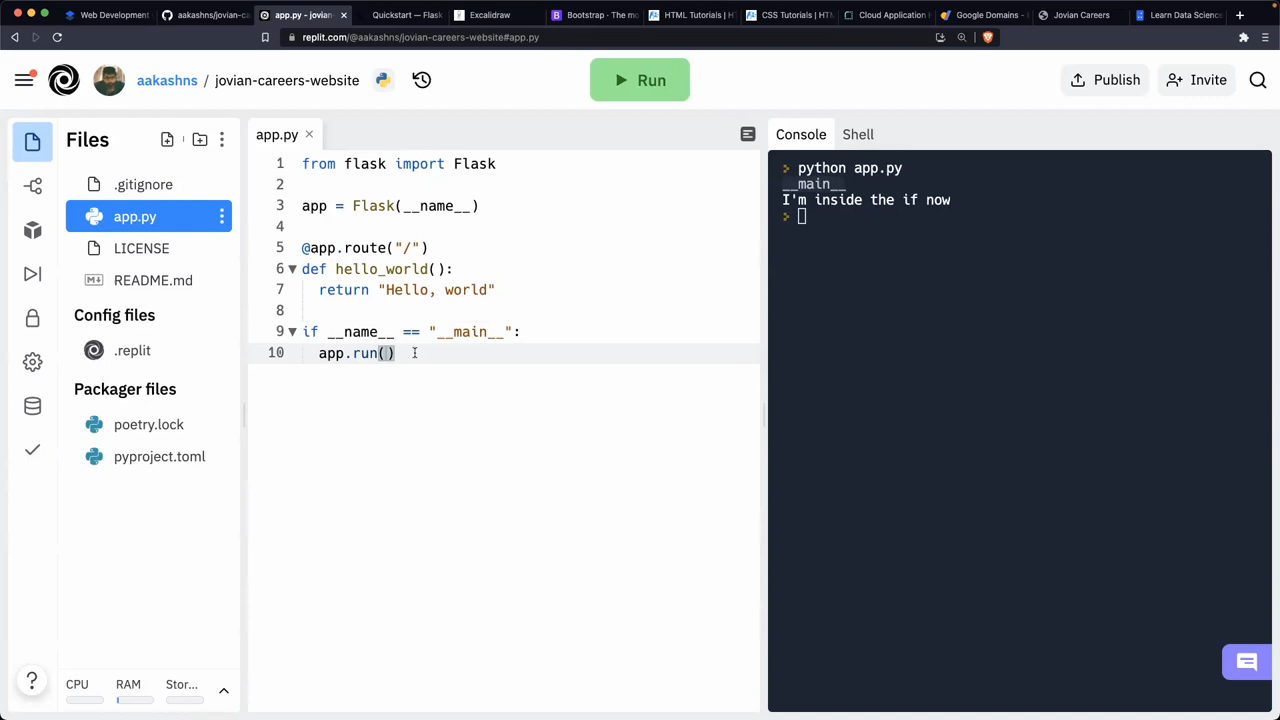 Web Development
aakashns/jovian-ca
app.py - jovian
Quickstart — Flask
Excalidraw
Bootstrap · The mo
HTML Tutorials | HT
CSS Tutorials | HTM
Cloud Application
Google Domains -
Jovian Careers
Learn Data Science
replit.com/@aakashns/jovian-careers-website#app.py
aakashns / jovian-careers-website
Run
Publish
Invite
Files
.gitignore
app.py
LICENSE
README.md
Config files
.replit
Packager files
poetry.lock
pyproject.toml
CPU
RAM
Stor...
?
app.py
1 from flask import Flask
2
3 app = Flask(__name__)
4
5 @app.route("/")
6 def hello_world():
7 return "Hello, world"
8
9 if __name__ == "__main__":
10 app.run()
Console
Shell
python app.py
__main__
I'm inside the if now